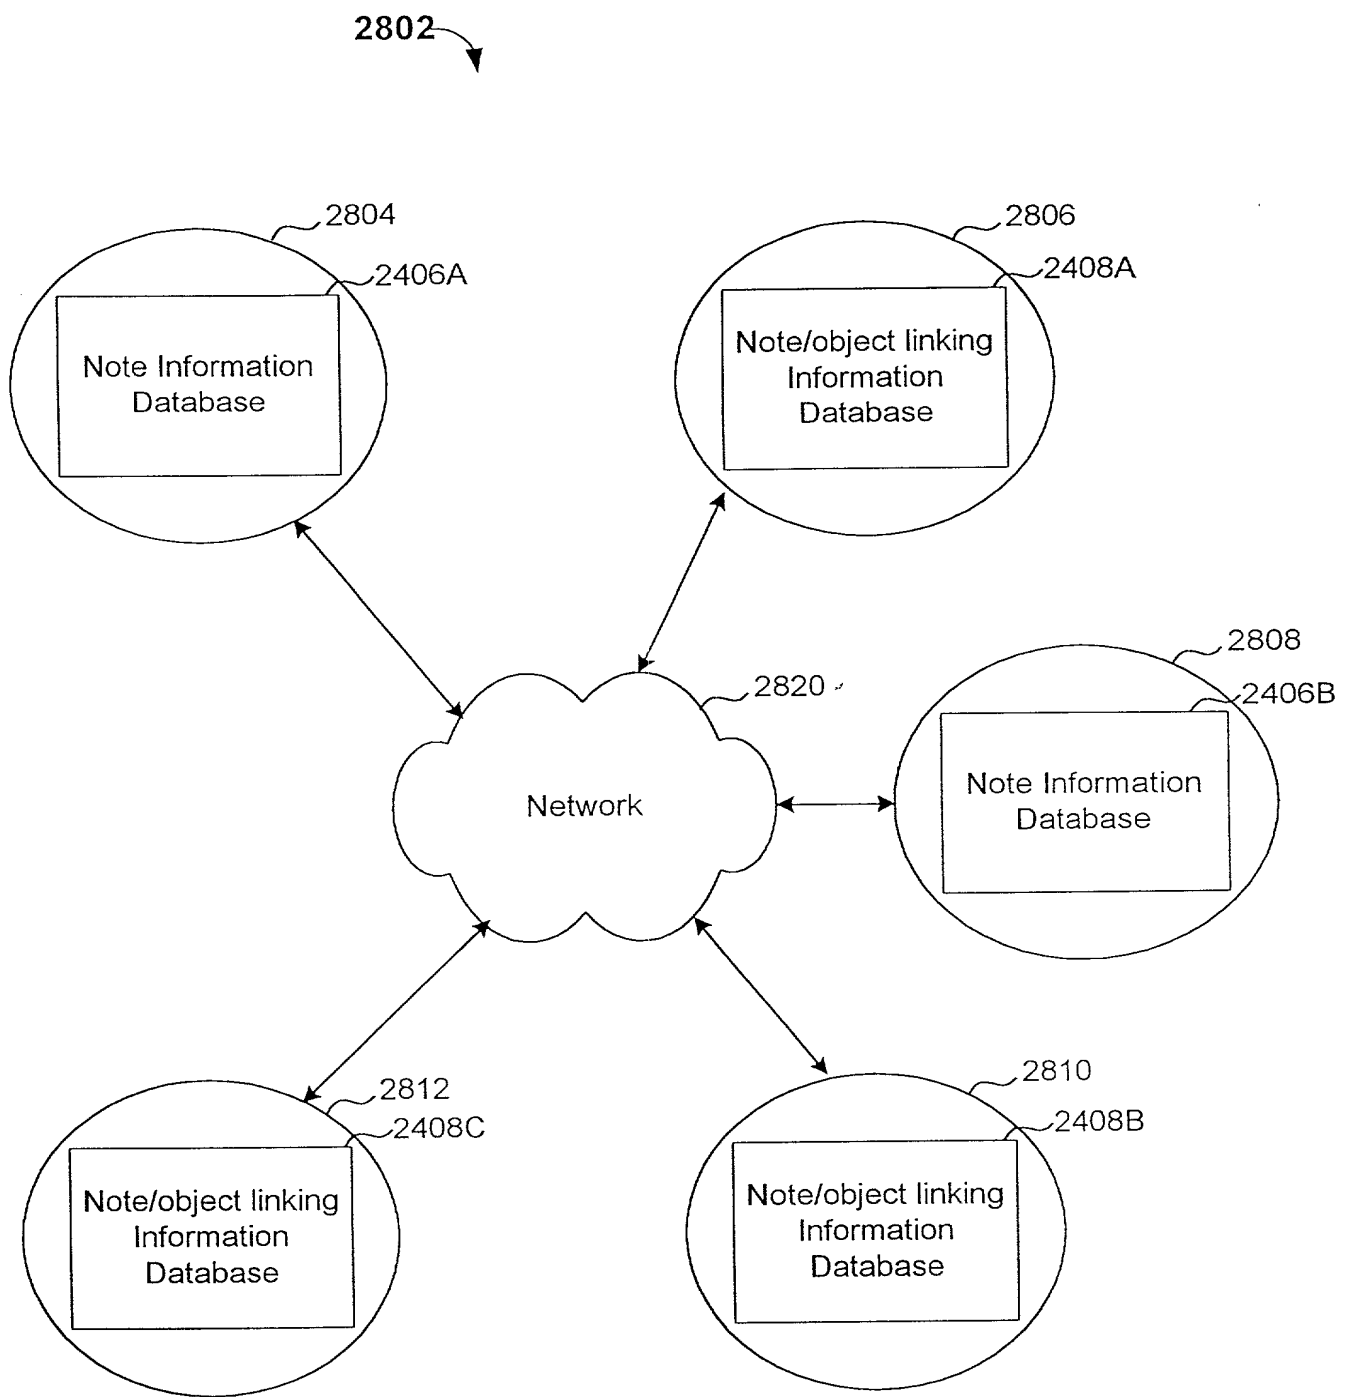 2802
2804
2406A
Note Information
Database
2806
2408A
Note/object linking
Information
Database
2820
Network
2808
2406B
Note Information
Database
2812
2408C
Note/object linking
Information
Database
2810
2408B
Note/object linking
Information
Database